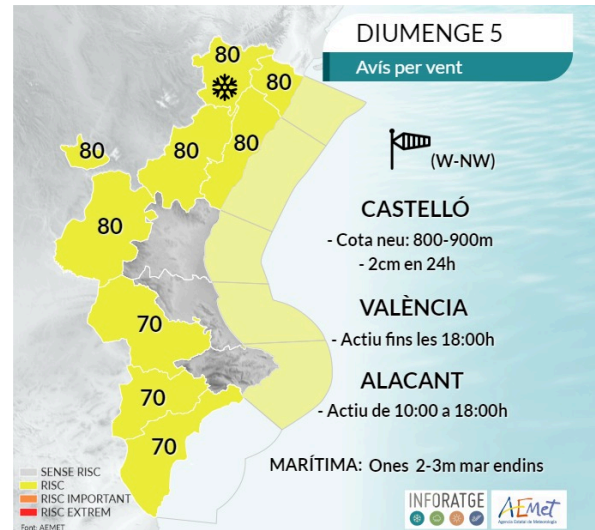 DIUMENGE 5
Avís per vent
80
80
80
80
80
80
70
70
70
(W-NW)
CASTELLÓ
- Cota neu: 800-900m
- 2cm en 24h
VALÈNCIA
- Actiu fins les 18:00h
ALACANT
- Actiu de 10:00 a 18:00h
MARÍTIMA: Ones 2-3m mar endins
SENSE RISC
RISC
RISC IMPORTANT
RISC EXTREM
Font: AEMET
INFORATGE
AEmet
Agencia Estatal de Meteorología